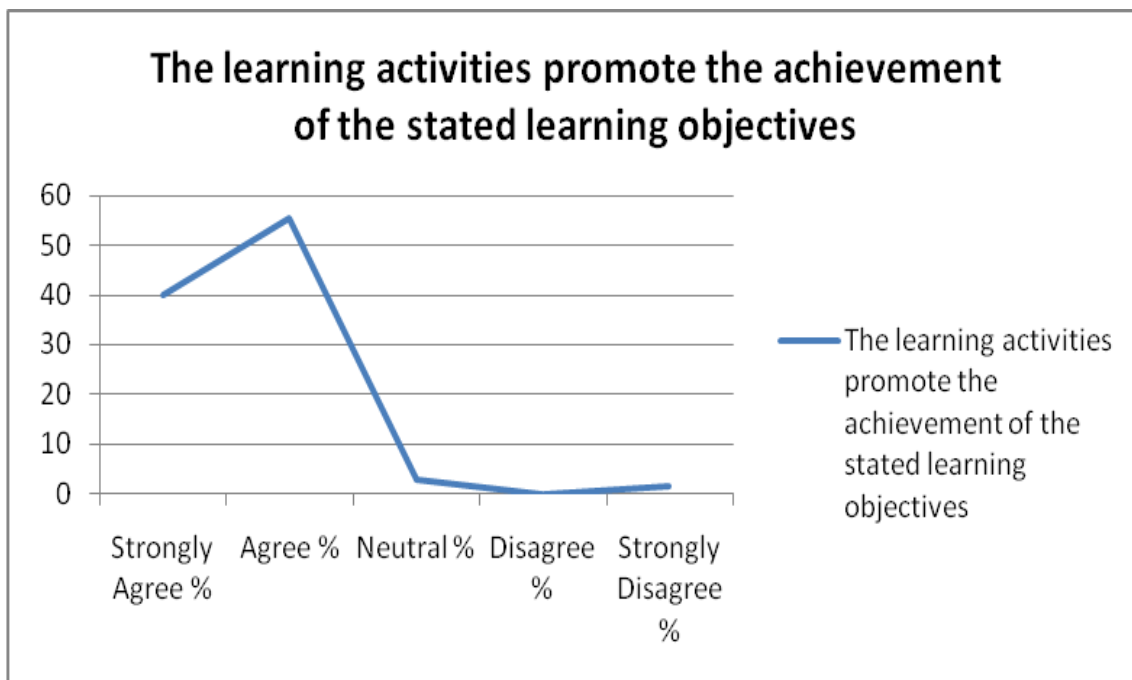 The learning activities promote the achievement
of the stated learning objectives
60
50
40
30
20
10
0
Strongly
Agree %
Agree %
Neutral %
Disagree
%
Strongly
Disagree
%
The learning activities
promote the
achievement of the
stated learning
objectives